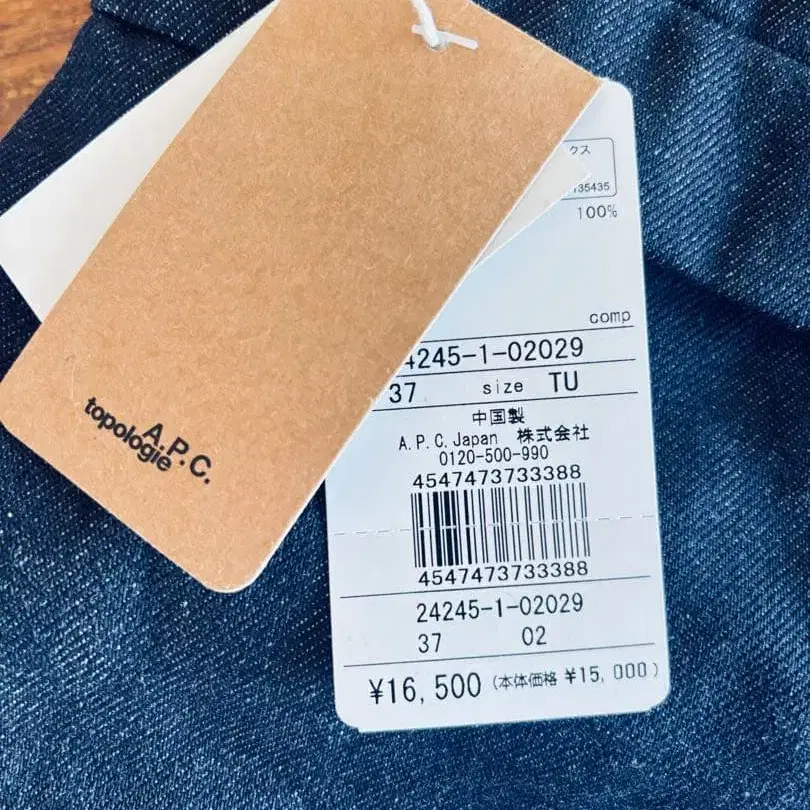 A.P.C.
topologie
クス
135435
100%
comp
4245-1-02029
37 size TU
中国製
A.P.C.Japan 株式会社
0120-500-990
4547473733388
4547473733388
24245-1-02029
37 02
¥16,500 (本体価格 ¥15,000)